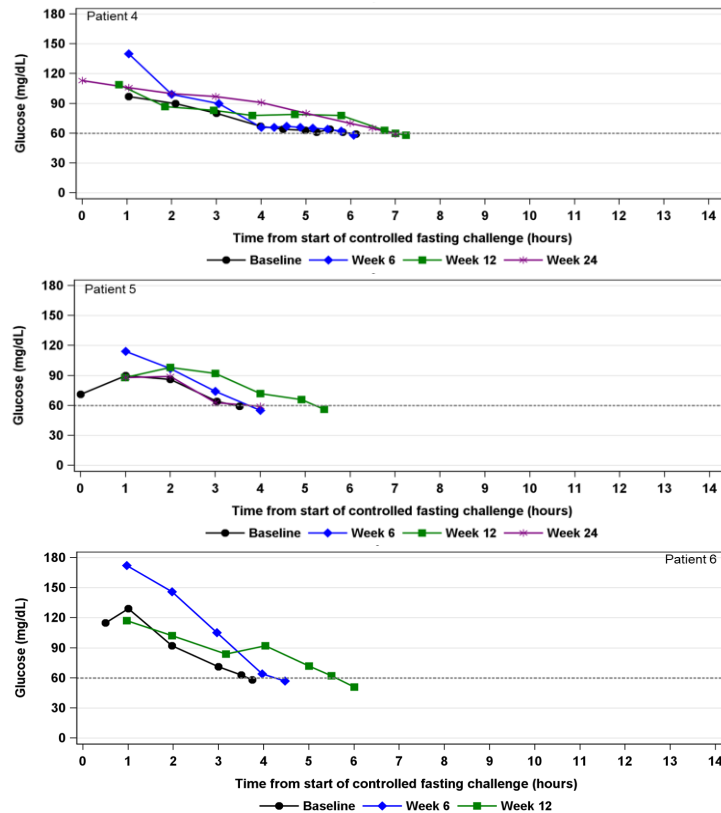 Patient 4
Glucose (mg/dL)
180
150
120
90
60
30
0
0 1 2 3 4 5 6 7 8 9 10 11 12 13 14
Time from start of controlled fasting challenge (hours)
Baseline Week 6 Week 12 Week 24
Patient 5
Glucose (mg/dL)
180
150
120
90
60
30
0
0 1 2 3 4 5 6 7 8 9 10 11 12 13 14
Time from start of controlled fasting challenge (hours)
Baseline Week 6 Week 12 Week 24
Patient 6
Glucose (mg/dL)
180
150
120
90
60
30
0
0 1 2 3 4 5 6 7 8 9 10 11 12 13 14
Time from start of controlled fasting challenge (hours)
Baseline Week 6 Week 12